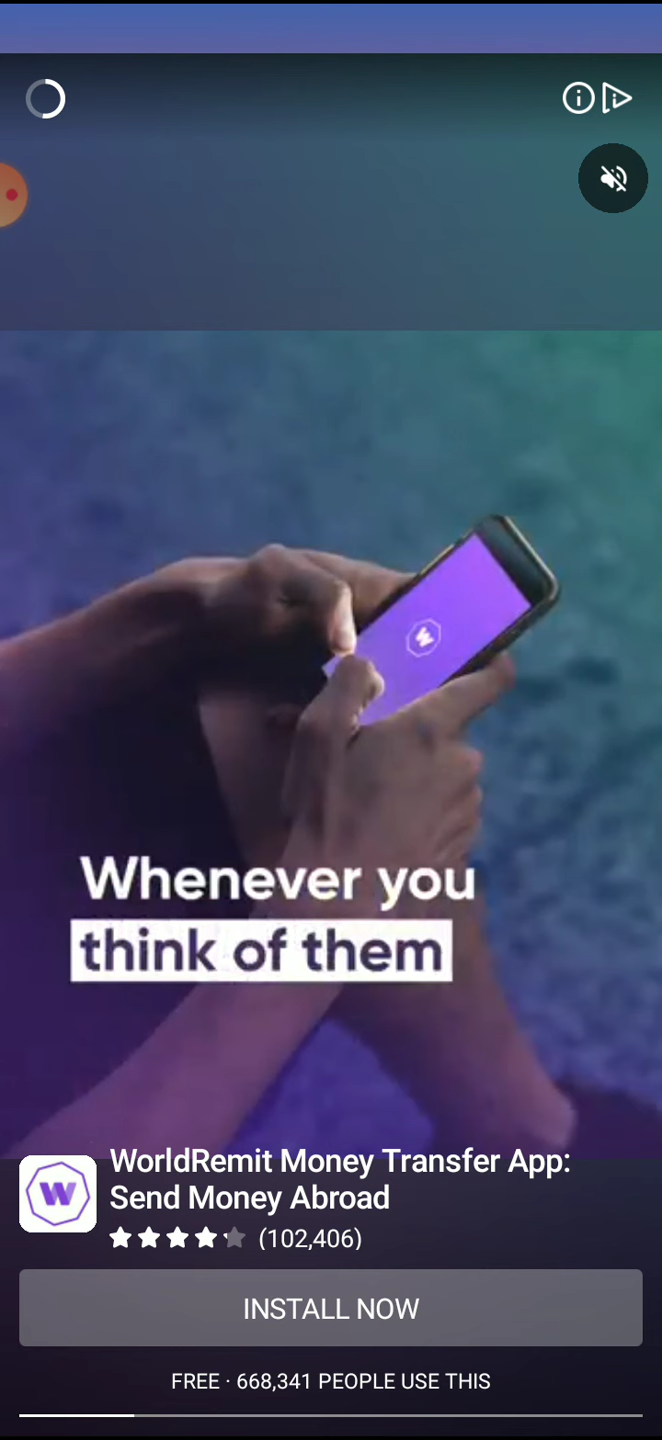 Whenever you
think of them
WorldRemit Money Transfer App:
Send Money Abroad
(102,406)
INSTALL NOW
FREE · 668,341 PEOPLE USE THIS